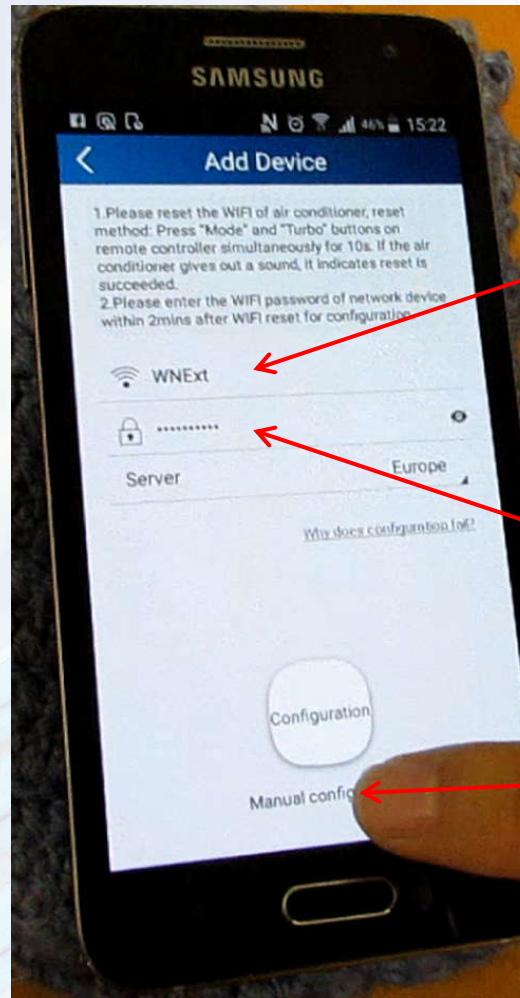 SAMSUNG
46% 15:22
Add Device
1.Please reset the WIFI of air conditioner, reset
method: Press "Mode" and "Turbo" buttons on
remote controller simultaneously for 10s. If the air
conditioner gives out a sound, it indicates reset is
succeeded.
2.Please enter the WIFI password of network device
within 2mins after WIFI reset for configuration.
WNExt
••••••••••
Server Europe
Why does configuration fail?
Configuration
Manual config